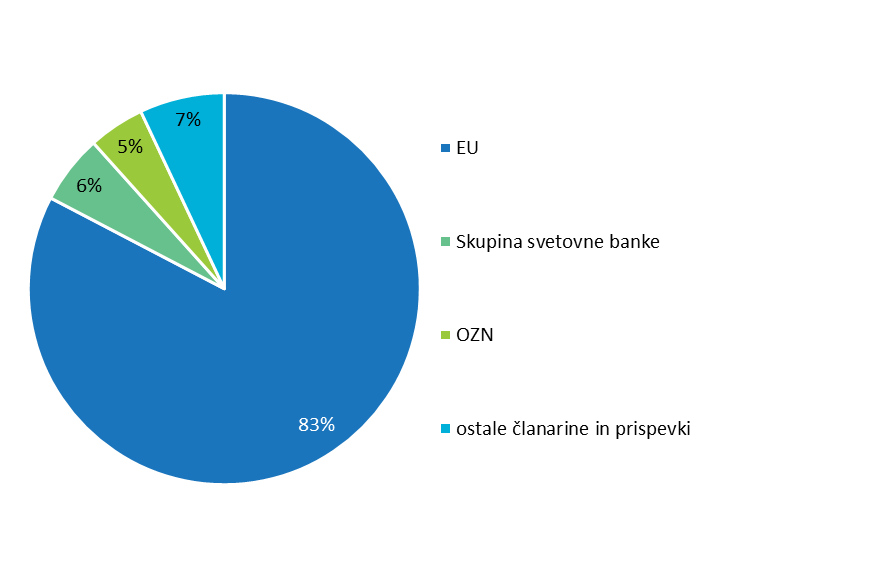 7%
5%
6%
83%
EU
Skupina svetovne banke
OZN
ostale članarine in prispevki